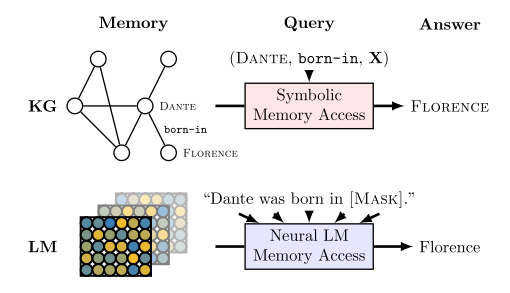 Memory Query Answer
(DANTE, born-in, X)
KG DANTE Symbolic Memory Access FLORENCE
born-in
FLORENCE
“Dante was born in [MASK].”
LM Neural LM Memory Access Florence